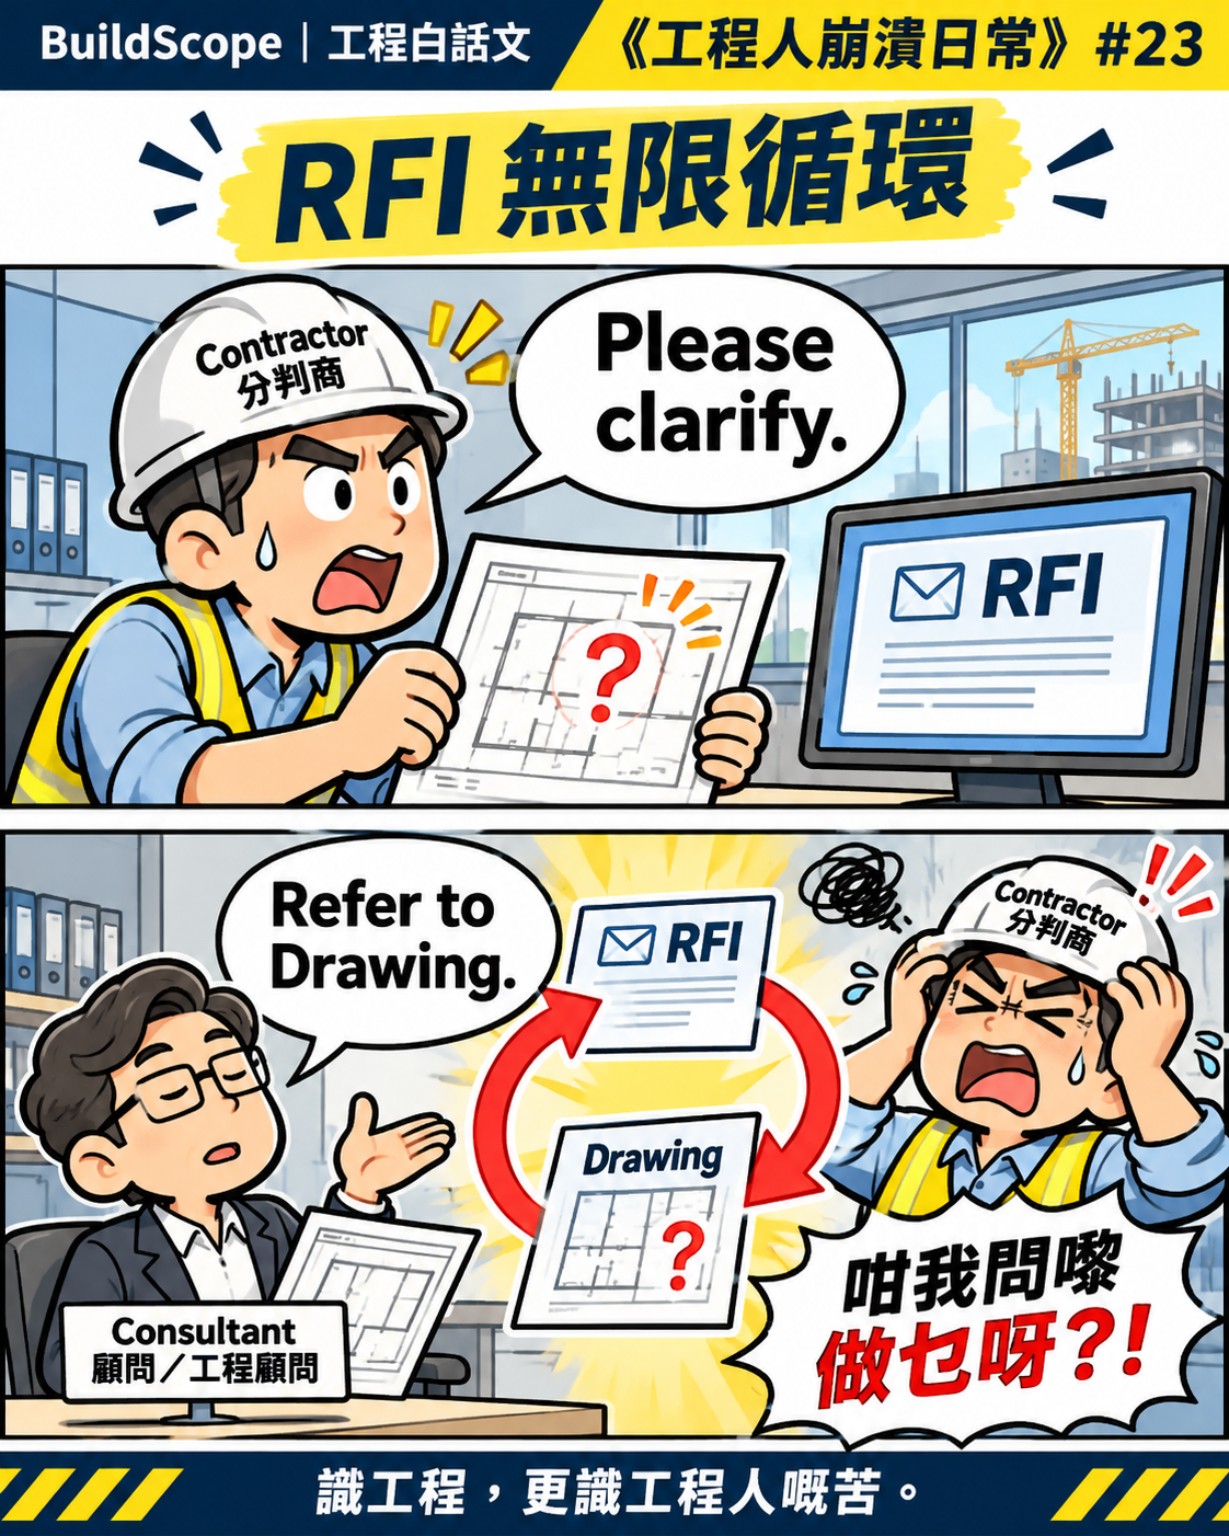 BuildScope｜工程白話文
《工程人崩潰日常》 #23
RFI 無限循環
Contractor
分判商
Please
clarify.
?
RFI
Refer to
Drawing.
RFI
Drawing
?
Contractor
分判商
Consultant
顧問／工程顧問
咁我問嚟
做乜呀？！
識工程，更識工程人嘅苦。